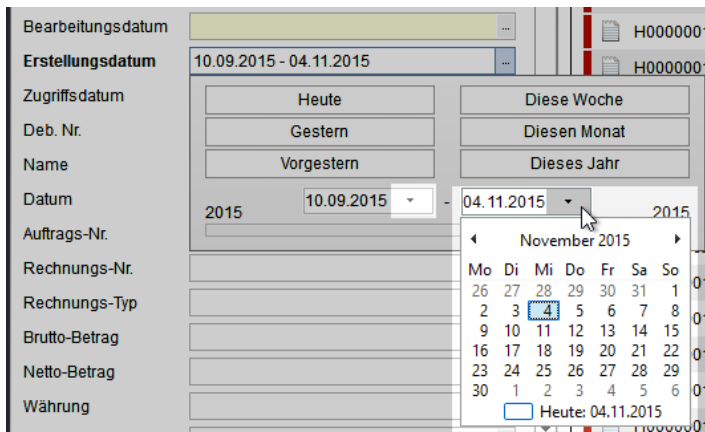 Bearbeitungsdatum ...
H0000001
Erstellungsdatum 10.09.2015 - 04.11.2015 ...
H0000001
Zugriffsdatum Heute Diese Woche
Deb. Nr. Gestern Diesen Monat
Name Vorgestern Dieses Jahr
Datum 2015 10.09.2015 - 04.11.2015 2015
Auftrags-Nr.
November 2015
Rechnungs-Nr.
Mo Di Mi Do Fr Sa So
26 27 28 29 30 31 1
Rechnungs-Typ
2 3 4 5 6 7 8
9 10 11 12 13 14 15
Brutto-Betrag
16 17 18 19 20 21 22
Netto-Betrag
23 24 25 26 27 28 29
30 1 2 3 4 5 6
Währung
Heute: 04.11.2015